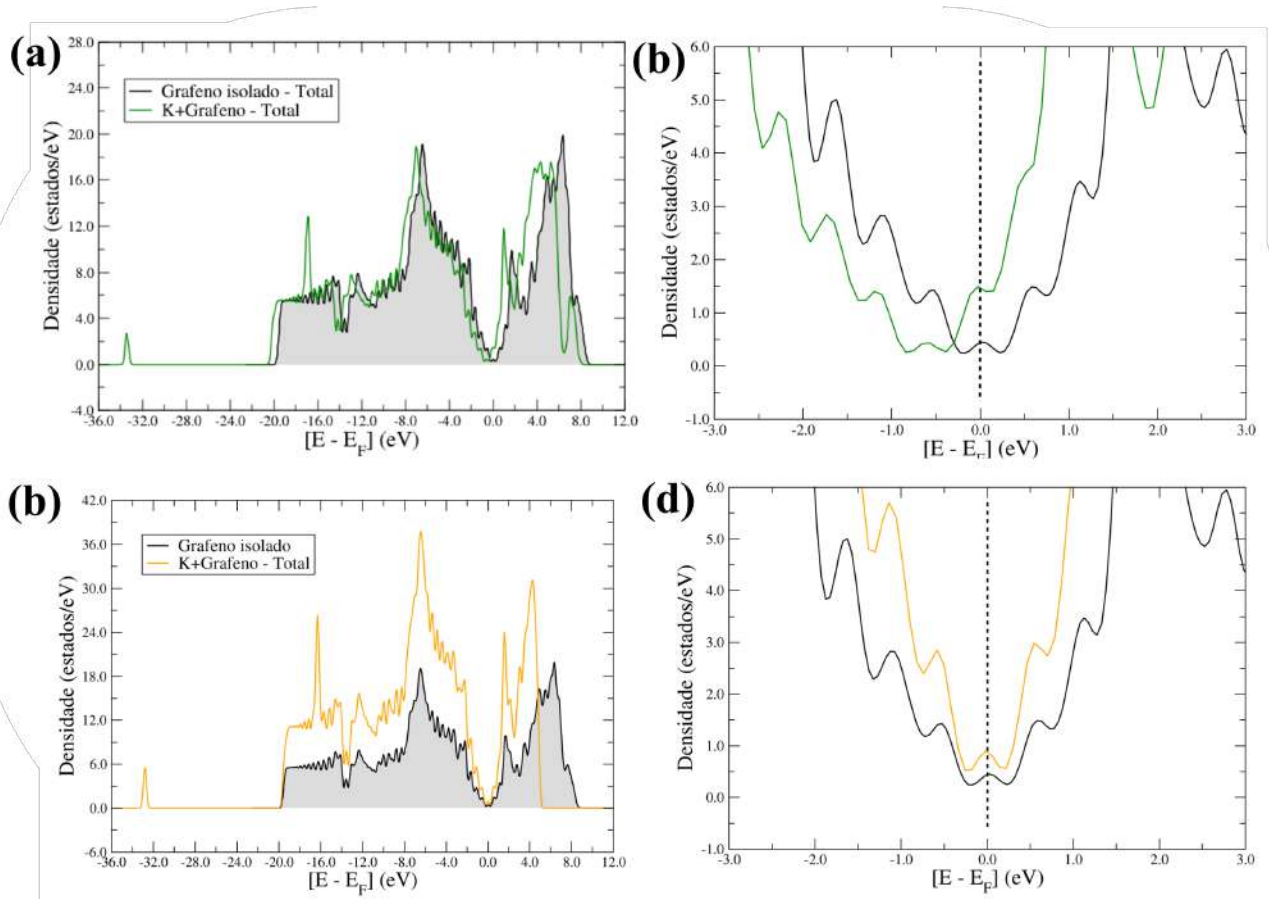 (a)
28.0
24.0
20.0
16.0
12.0
8.0
4.0
0.0
-4.0
Densidade (estados/eV)
Grafeno isolado - Total
K+Grafeno - Total
-36.0 -32.0 -28.0 -24.0 -20.0 -16.0 -12.0 -8.0 -4.0 0.0 4.0 8.0 12.0
[E - E_F] (eV)
(b)
6.0
5.0
4.0
3.0
2.0
1.0
0.0
-1.0
Densidade (estados/eV)
-3.0 -2.0 -1.0 0.0 1.0 2.0 3.0
[E - E_F] (eV)
(b)
42.0
36.0
30.0
24.0
18.0
12.0
6.0
0.0
-6.0
Densidade (estados/eV)
Grafeno isolado
K+Grafeno - Total
36.0 -32.0 -28.0 -24.0 -20.0 -16.0 -12.0 -8.0 -4.0 0.0 4.0 8.0 12.0
[E - E_F] (eV)
(d)
6.0
5.0
4.0
3.0
2.0
1.0
0.0
-1.0
Densidade (estados/eV)
-3.0 -2.0 -1.0 0.0 1.0 2.0 3.0
[E - E_F] (eV)